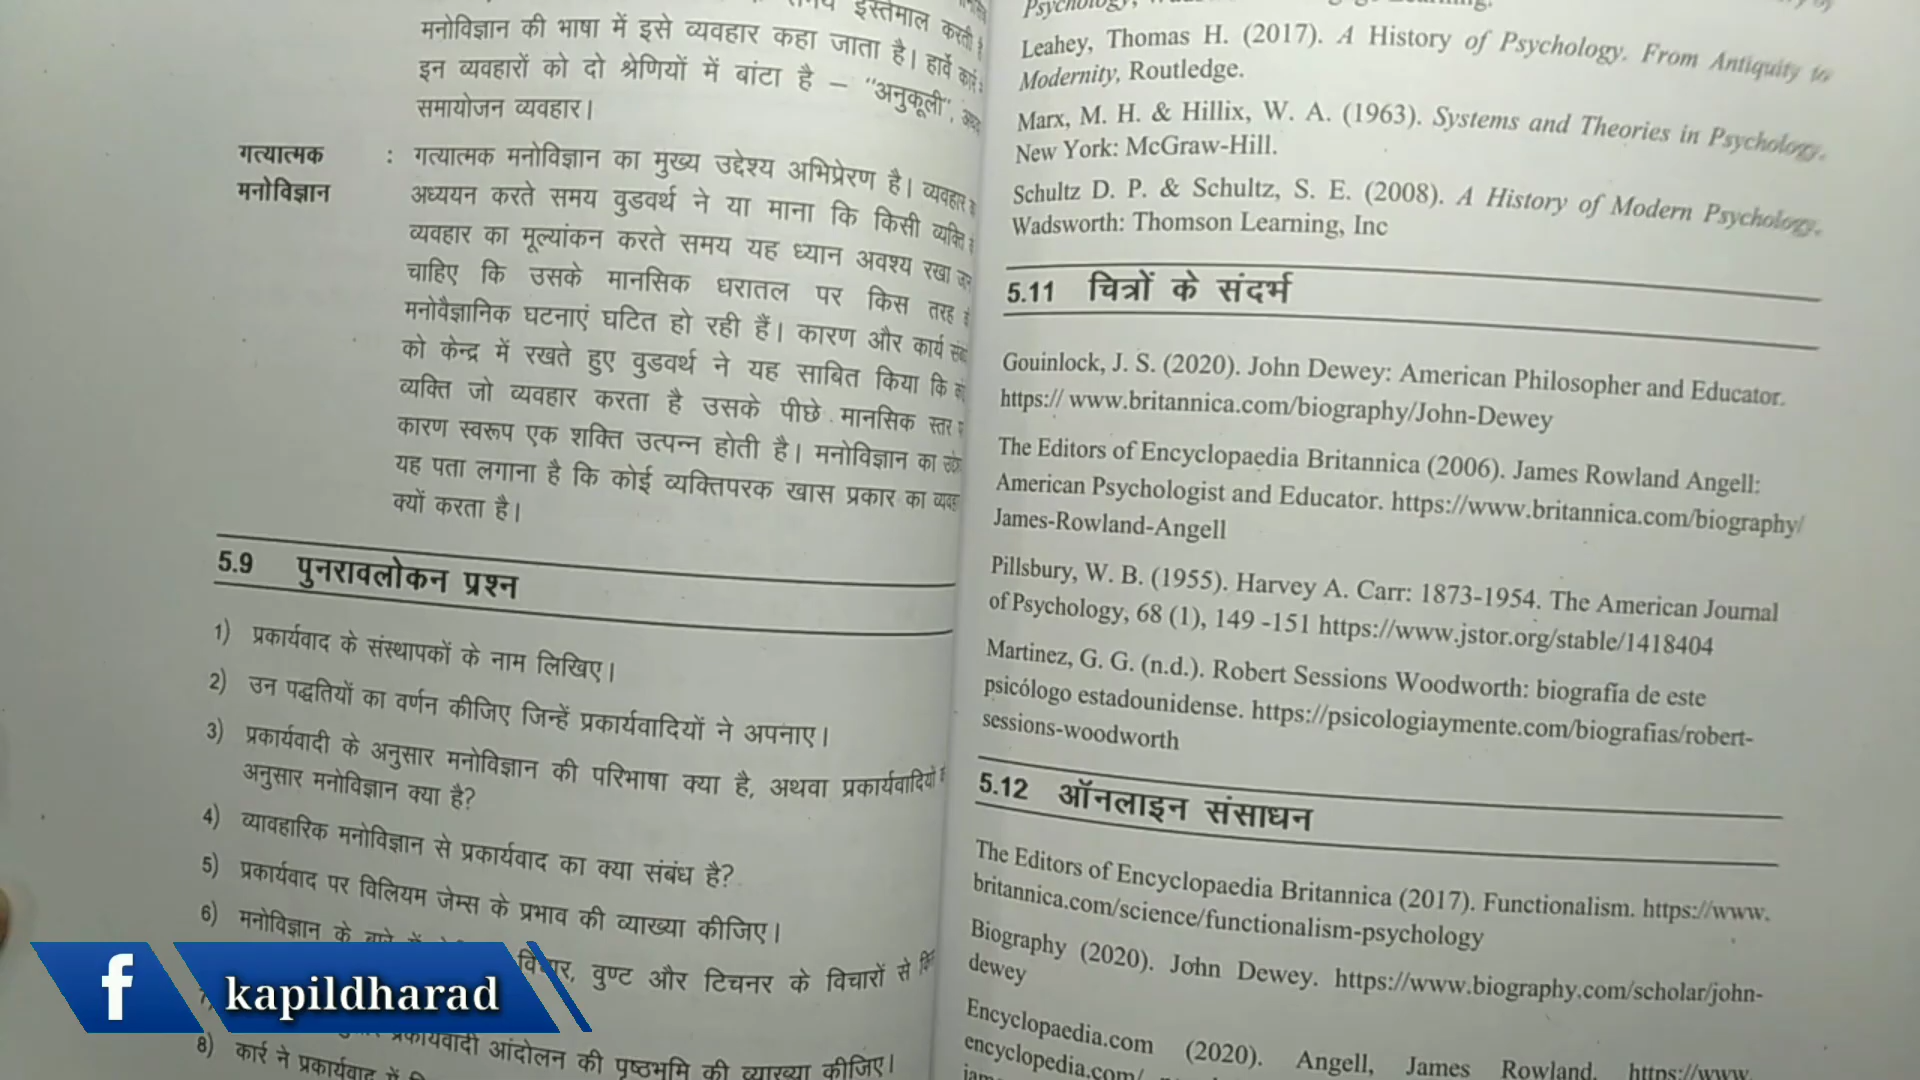 इस्तेमाल करती
मनोविज्ञान की भाषा में इसे व्यवहार कहा जाता है। हार्वे कार्र
इन व्यवहारों को दो श्रेणियों में बांटा है – "अनुकूली",
समायोजन व्यवहार।
गत्यात्मक : गत्यात्मक मनोविज्ञान का मुख्य उद्देश्य अभिप्रेरण है। व्यवहार
मनोविज्ञान अध्ययन करते समय वुडवर्थ ने या माना कि किसी व्यक्ति
व्यवहार का मूल्यांकन करते समय यह ध्यान अवश्य रखा
चाहिए कि उसके मानसिक धरातल पर किस तरह
मनोवैज्ञानिक घटनाएं घटित हो रही हैं। कारण और कार्य
को केन्द्र में रखते हुए वुडवर्थ ने यह साबित किया कि
व्यक्ति जो व्यवहार करता है उसके पीछे मानसिक स्तर
कारण स्वरूप एक शक्ति उत्पन्न होती है। मनोविज्ञान का
यह पता लगाना है कि कोई व्यक्तिपरक खास प्रकार का
क्यों करता है।
5.9 पुनरावलोकन प्रश्न
1) प्रकार्यवाद के संस्थापकों के नाम लिखिए।
2) उन पद्धतियों का वर्णन कीजिए जिन्हें प्रकार्यवादियों ने अपनाए।
3) प्रकार्यवादी के अनुसार मनोविज्ञान की परिभाषा क्या है, अथवा प्रकार्यवादियों
अनुसार मनोविज्ञान क्या है?
4) व्यावहारिक मनोविज्ञान से प्रकार्यवाद का क्या संबंध है?
5) प्रकार्यवाद पर विलियम जेम्स के प्रभाव की व्याख्या कीजिए।
6) मनोविज्ञान के बारे में विचार, वुण्ट और टिचनर के विचारों से
प्रकार्यवादी आंदोलन की पृष्ठभूमि की व्याख्या कीजिए।
8) कार्र ने प्रकार्यवाद में
Psychology,
Leahey, Thomas H. (2017). A History of Psychology. From Antiquity to
Modernity, Routledge.
Marx, M. H. & Hillix, W. A. (1963). Systems and Theories in Psychology.
New York: McGraw-Hill.
Schultz D. P. & Schultz, S. E. (2008). A History of Modern Psychology.
Wadsworth: Thomson Learning, Inc
5.11 चित्रों के संदर्भ
Gouinlock, J. S. (2020). John Dewey: American Philosopher and Educator.
https:// www.britannica.com/biography/John-Dewey
The Editors of Encyclopaedia Britannica (2006). James Rowland Angell:
American Psychologist and Educator. https://www.britannica.com/biography/
James-Rowland-Angell
Pillsbury, W. B. (1955). Harvey A. Carr: 1873-1954. The American Journal
of Psychology, 68 (1), 149 -151 https://www.jstor.org/stable/1418404
Martinez, G. G. (n.d.). Robert Sessions Woodworth: biografía de este
psicólogo estadounidense. https://psicologiaymente.com/biografias/robert-
sessions-woodworth
5.12 ऑनलाइन संसाधन
The Editors of Encyclopaedia Britannica (2017). Functionalism. https://www.
britannica.com/science/functionalism-psychology
Biography (2020). John Dewey. https://www.biography.com/scholar/john-
dewey
Encyclopaedia.com (2020). Angell, James Rowland. https://www.
encyclopedia.com/
f kapildharad